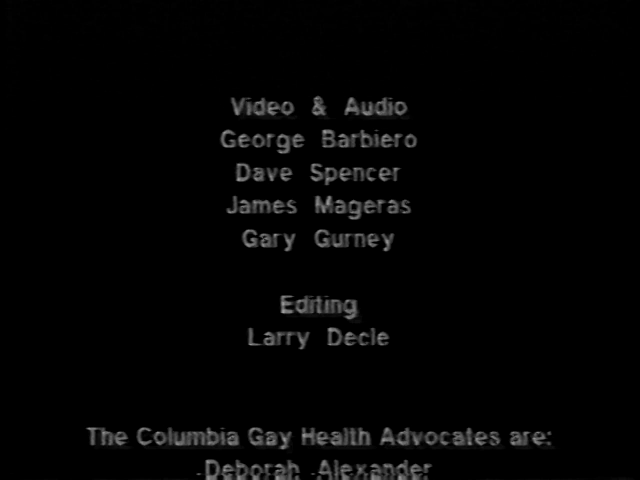 Video & Audio
George Barbiero
Dave Spencer
James Mageras
Gary Gurney
Editing
Larry Decle
The Columbia Gay Health Advocates are:
Deborah Alexander